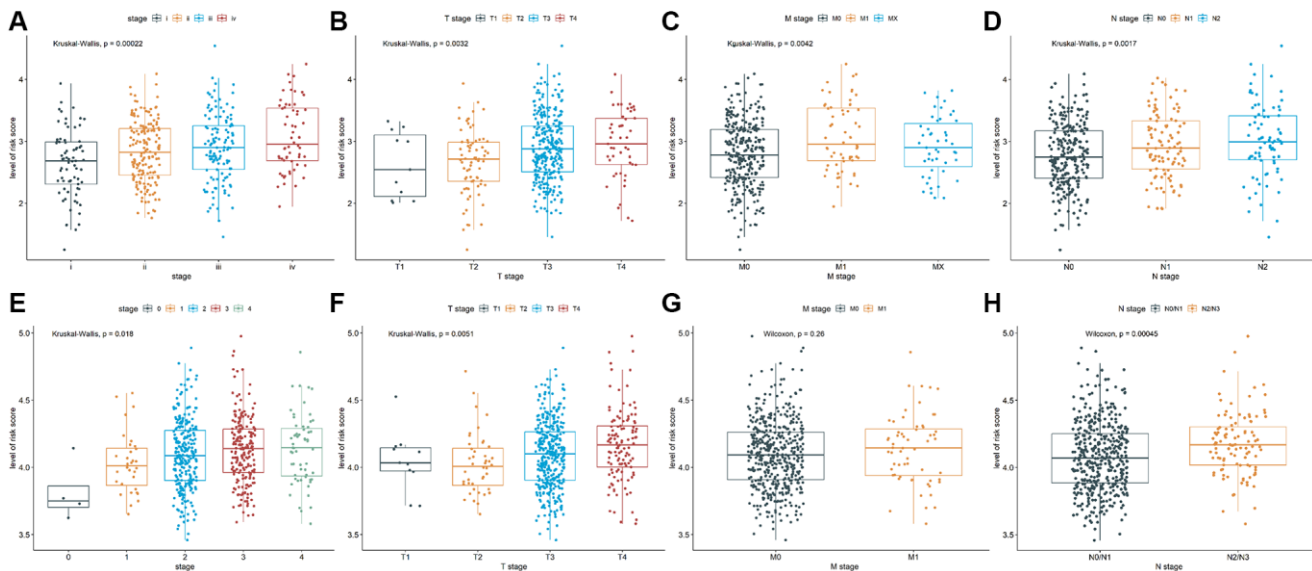 A
stage i ii iii iv
Kruskal-Wallis, p = 0.00022
level of risk score
4
3
2
i ii iii iv
stage
B
T stage T1 T2 T3 T4
Kruskal-Wallis, p = 0.0032
level of risk score
4
3
2
T1 T2 T3 T4
T stage
C
M stage M0 M1 MX
Kruskal-Wallis, p = 0.0042
level of risk score
4
3
2
M0 M1 MX
M stage
D
N stage N0 N1 N2
Kruskal-Wallis, p = 0.0017
level of risk score
4
3
2
N0 N1 N2
N stage
E
stage 0 1 2 3 4
Kruskal-Wallis, p = 0.018
level of risk score
5.0
4.5
4.0
3.5
0 1 2 3 4
stage
F
T stage T1 T2 T3 T4
Kruskal-Wallis, p = 0.0051
level of risk score
5.0
4.5
4.0
3.5
T1 T2 T3 T4
T stage
G
M stage M0 M1
Wilcoxon, p = 0.26
level of risk score
5.0
4.5
4.0
3.5
M0 M1
M stage
H
N stage N0/N1 N2/N3
Wilcoxon, p = 0.00045
level of risk score
5.0
4.5
4.0
3.5
N0/N1 N2/N3
N stage